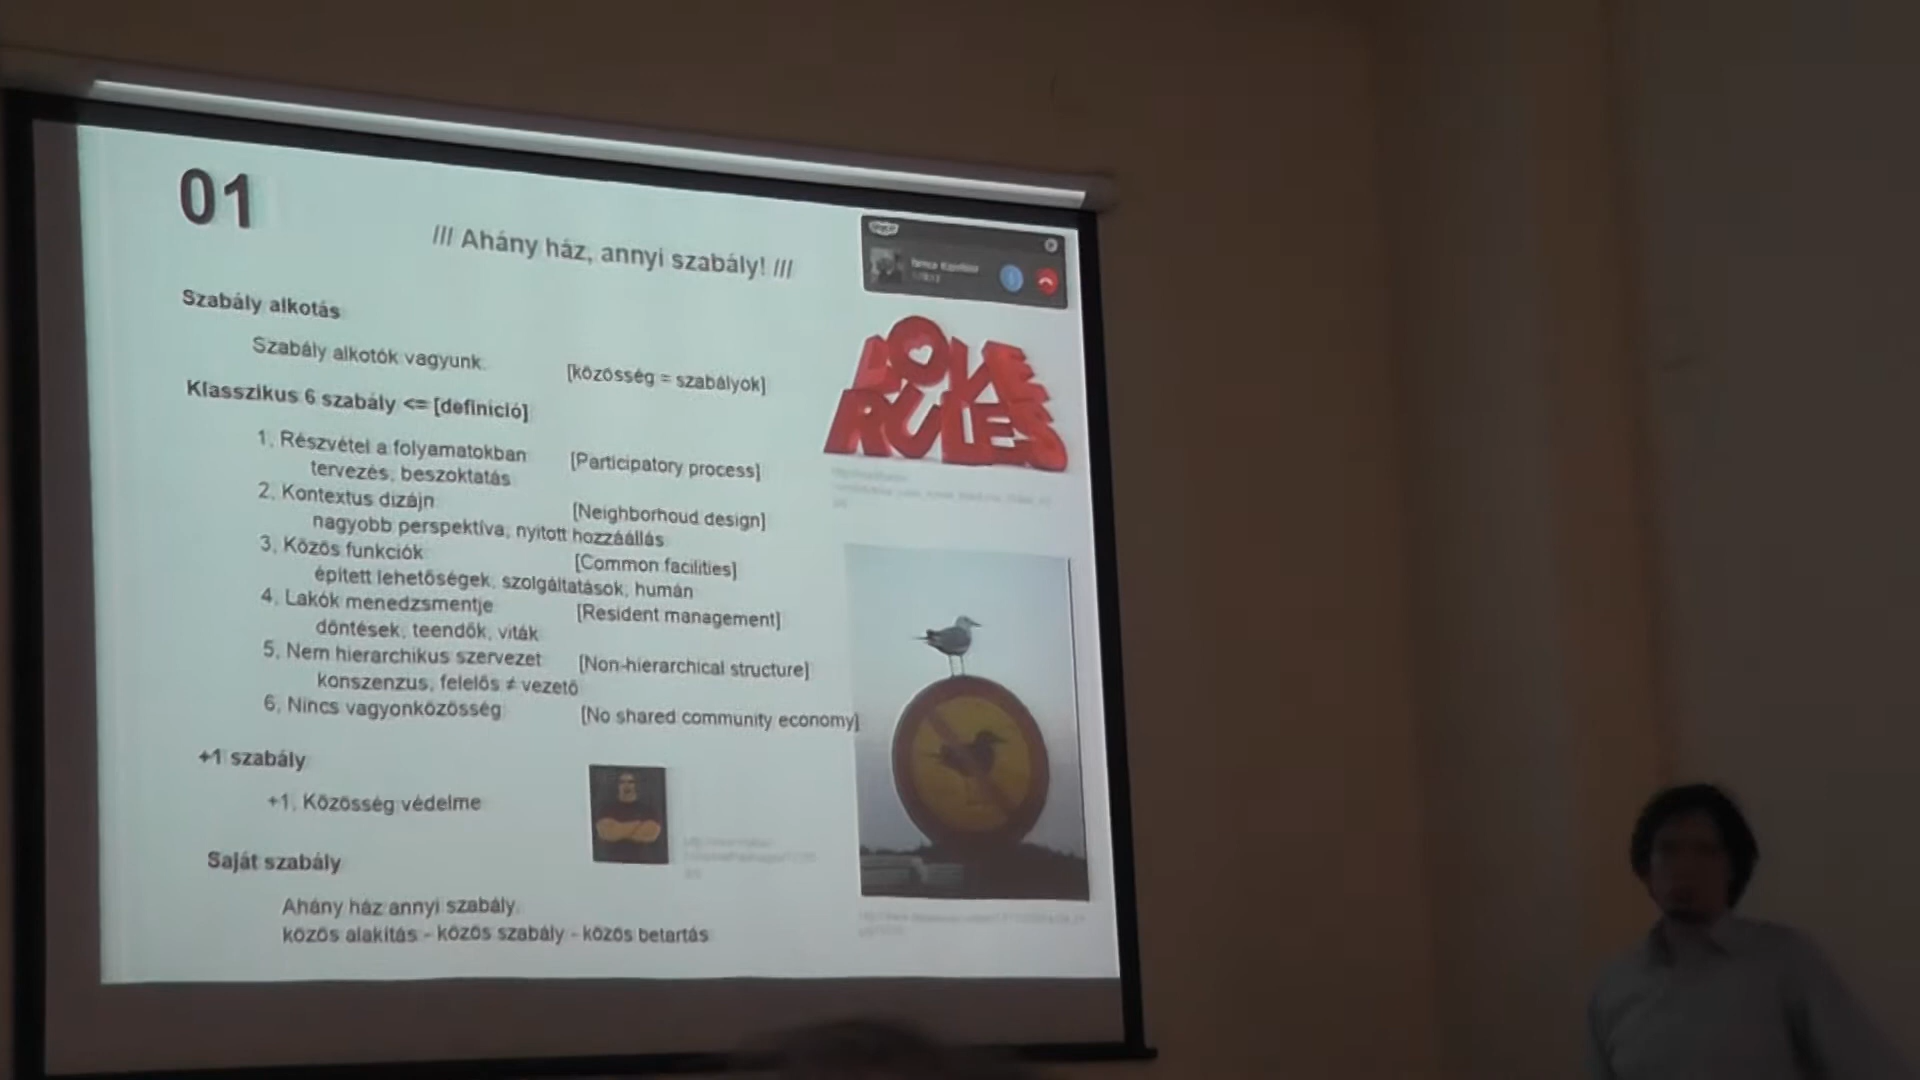 01
/// Ahány ház, annyi szabály! ///
Szabály alkotás
Szabály alkotók vagyunk. [közösség = szabályok]
Klasszikus 6 szabály <= [definíció]
1. Részvétel a folyamatokban [Participatory process]
tervezés, beszoktatás
2. Kontextus dizájn [Neighborhoud design]
nagyobb perspektíva, nyitott hozzáállás
3. Közös funkciók [Common facilities]
épített lehetőségek, szolgáltatások, humán
4. Lakók menedzsmentje [Resident management]
döntések, teendők, viták
5. Nem hierarchikus szervezet [Non-hierarchical structure]
konszenzus, felelős ≠ vezető
6. Nincs vagyonközösség [No shared community economy]
+1 szabály
+1. Közösség védelme
Saját szabály
Ahány ház annyi szabály.
közös alakítás - közös szabály - közös betartás
LOVE
RULES